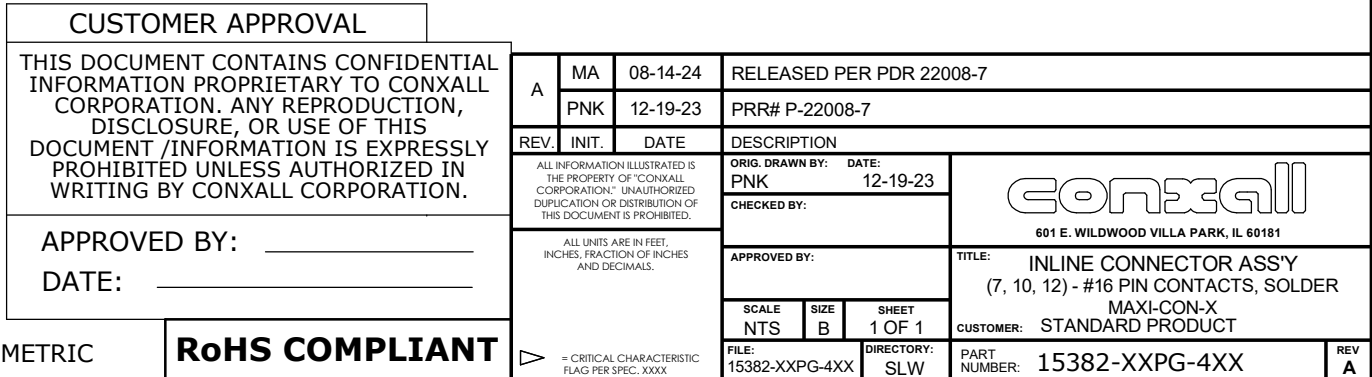 CUSTOMER APPROVAL
THIS DOCUMENT CONTAINS CONFIDENTIAL
INFORMATION PROPRIETARY TO CONXALL
CORPORATION. ANY REPRODUCTION,
DISCLOSURE, OR USE OF THIS
DOCUMENT /INFORMATION IS EXPRESSLY
PROHIBITED UNLESS AUTHORIZED IN
WRITING BY CONXALL CORPORATION.
APPROVED BY:
DATE:
METRIC
RoHS COMPLIANT
A
MA 08-14-24 RELEASED PER PDR 22008-7
PNK 12-19-23 PRR# P-22008-7
REV. INIT. DATE DESCRIPTION
ALL INFORMATION ILLUSTRATED IS
THE PROPERTY OF "CONXALL
CORPORATION." UNAUTHORIZED
DUPLICATION OR DISTRIBUTION OF
THIS DOCUMENT IS PROHIBITED.
ALL UNITS ARE IN FEET,
INCHES, FRACTION OF INCHES
AND DECIMALS.
= CRITICAL CHARACTERISTIC
FLAG PER SPEC. XXXX
ORIG. DRAWN BY: DATE:
PNK 12-19-23
CHECKED BY:
APPROVED BY:
SCALE SIZE SHEET
NTS B 1 OF 1
FILE: DIRECTORY:
15382-XXPG-4XX SLW
conxall
601 E. WILDWOOD VILLA PARK, IL 60181
TITLE: INLINE CONNECTOR ASS'Y
(7, 10, 12) - #16 PIN CONTACTS, SOLDER
MAXI-CON-X
CUSTOMER: STANDARD PRODUCT
PART
NUMBER: 15382-XXPG-4XX
REV
A